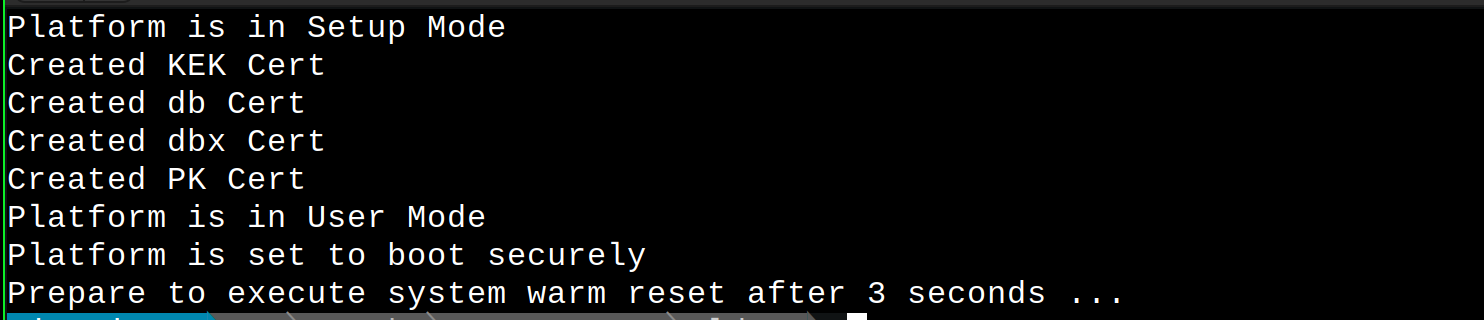 Platform is in Setup Mode
Created KEK Cert
Created db Cert
Created dbx Cert
Created PK Cert
Platform is in User Mode
Platform is set to boot securely
Prepare to execute system warm reset after 3 seconds ...